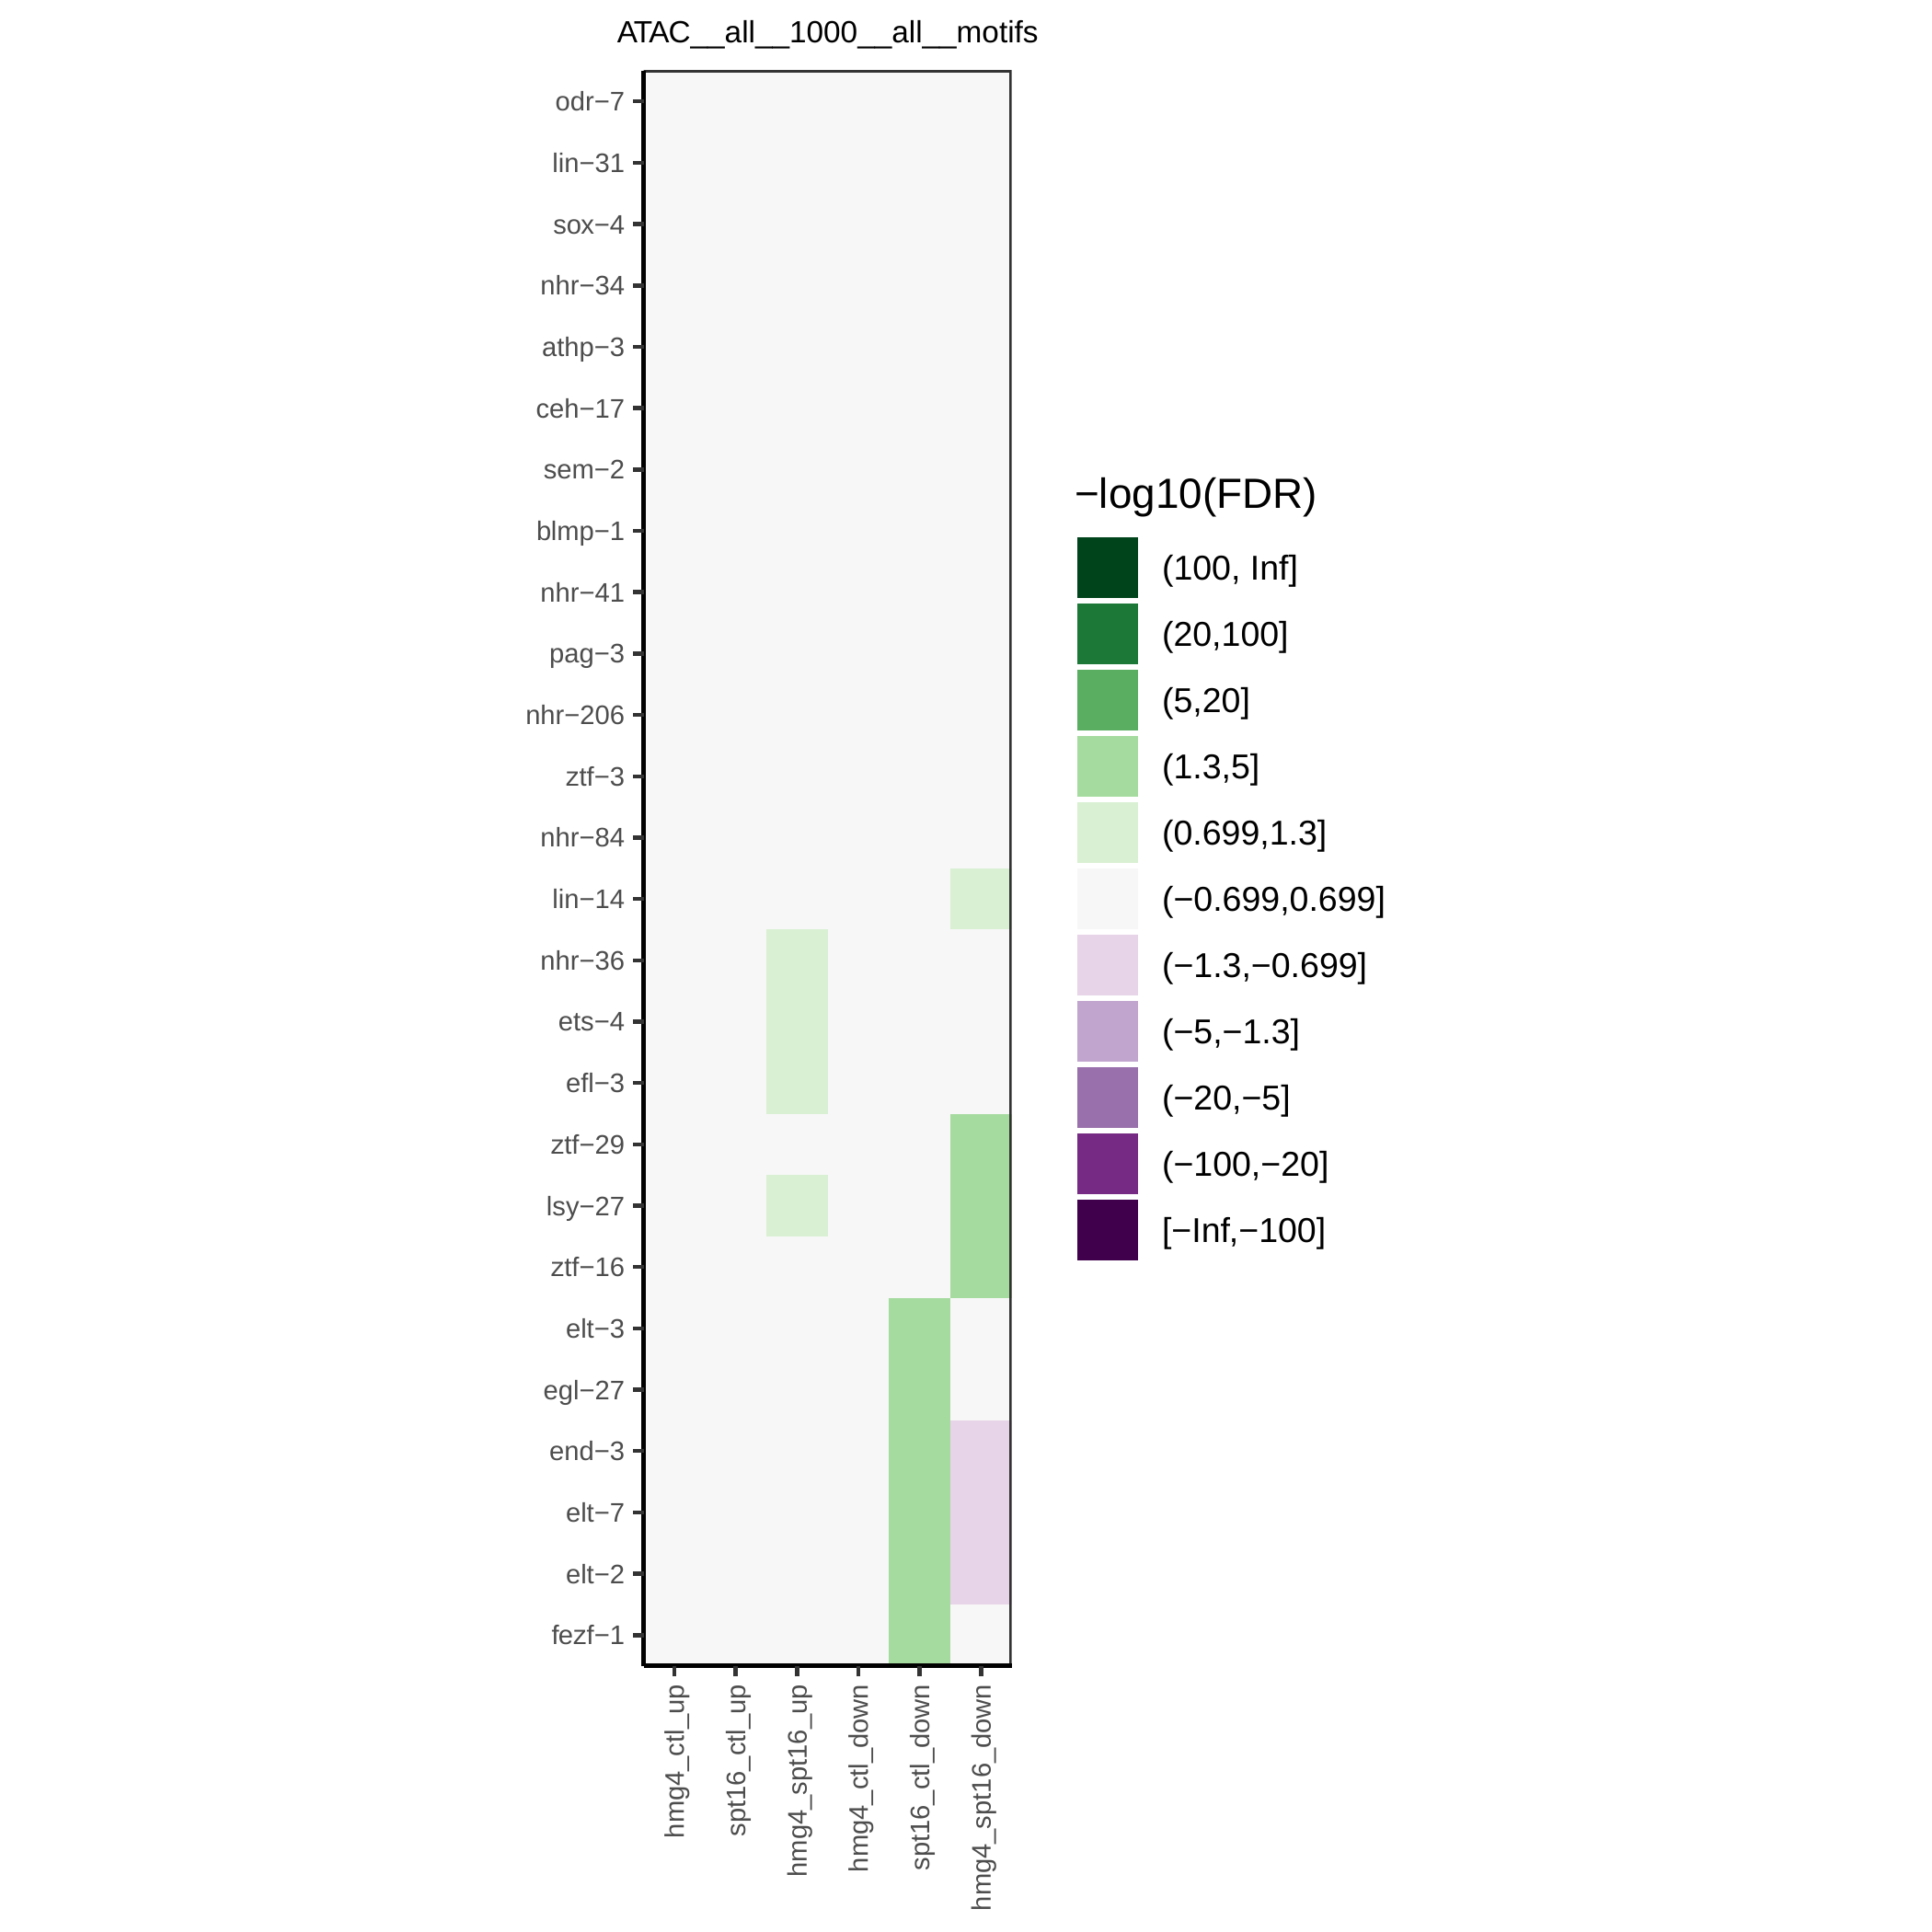 ATAC__all__1000__all__motifs
odr−7
lin−31
sox−4
nhr−34
athp−3
ceh−17
sem−2
blmp−1
nhr−41
pag−3
nhr−206
ztf−3
nhr−84
lin−14
nhr−36
ets−4
efl−3
ztf−29
lsy−27
ztf−16
elt−3
egl−27
end−3
elt−7
elt−2
fezf−1
hmg4_ctl_up
spt16_ctl_up
hmg4_spt16_up
hmg4_ctl_down
spt16_ctl_down
hmg4_spt16_down
−log10(FDR)
(100, Inf]
(20,100]
(5,20]
(1.3,5]
(0.699,1.3]
(−0.699,0.699]
(−1.3,−0.699]
(−5,−1.3]
(−20,−5]
(−100,−20]
[−Inf,−100]